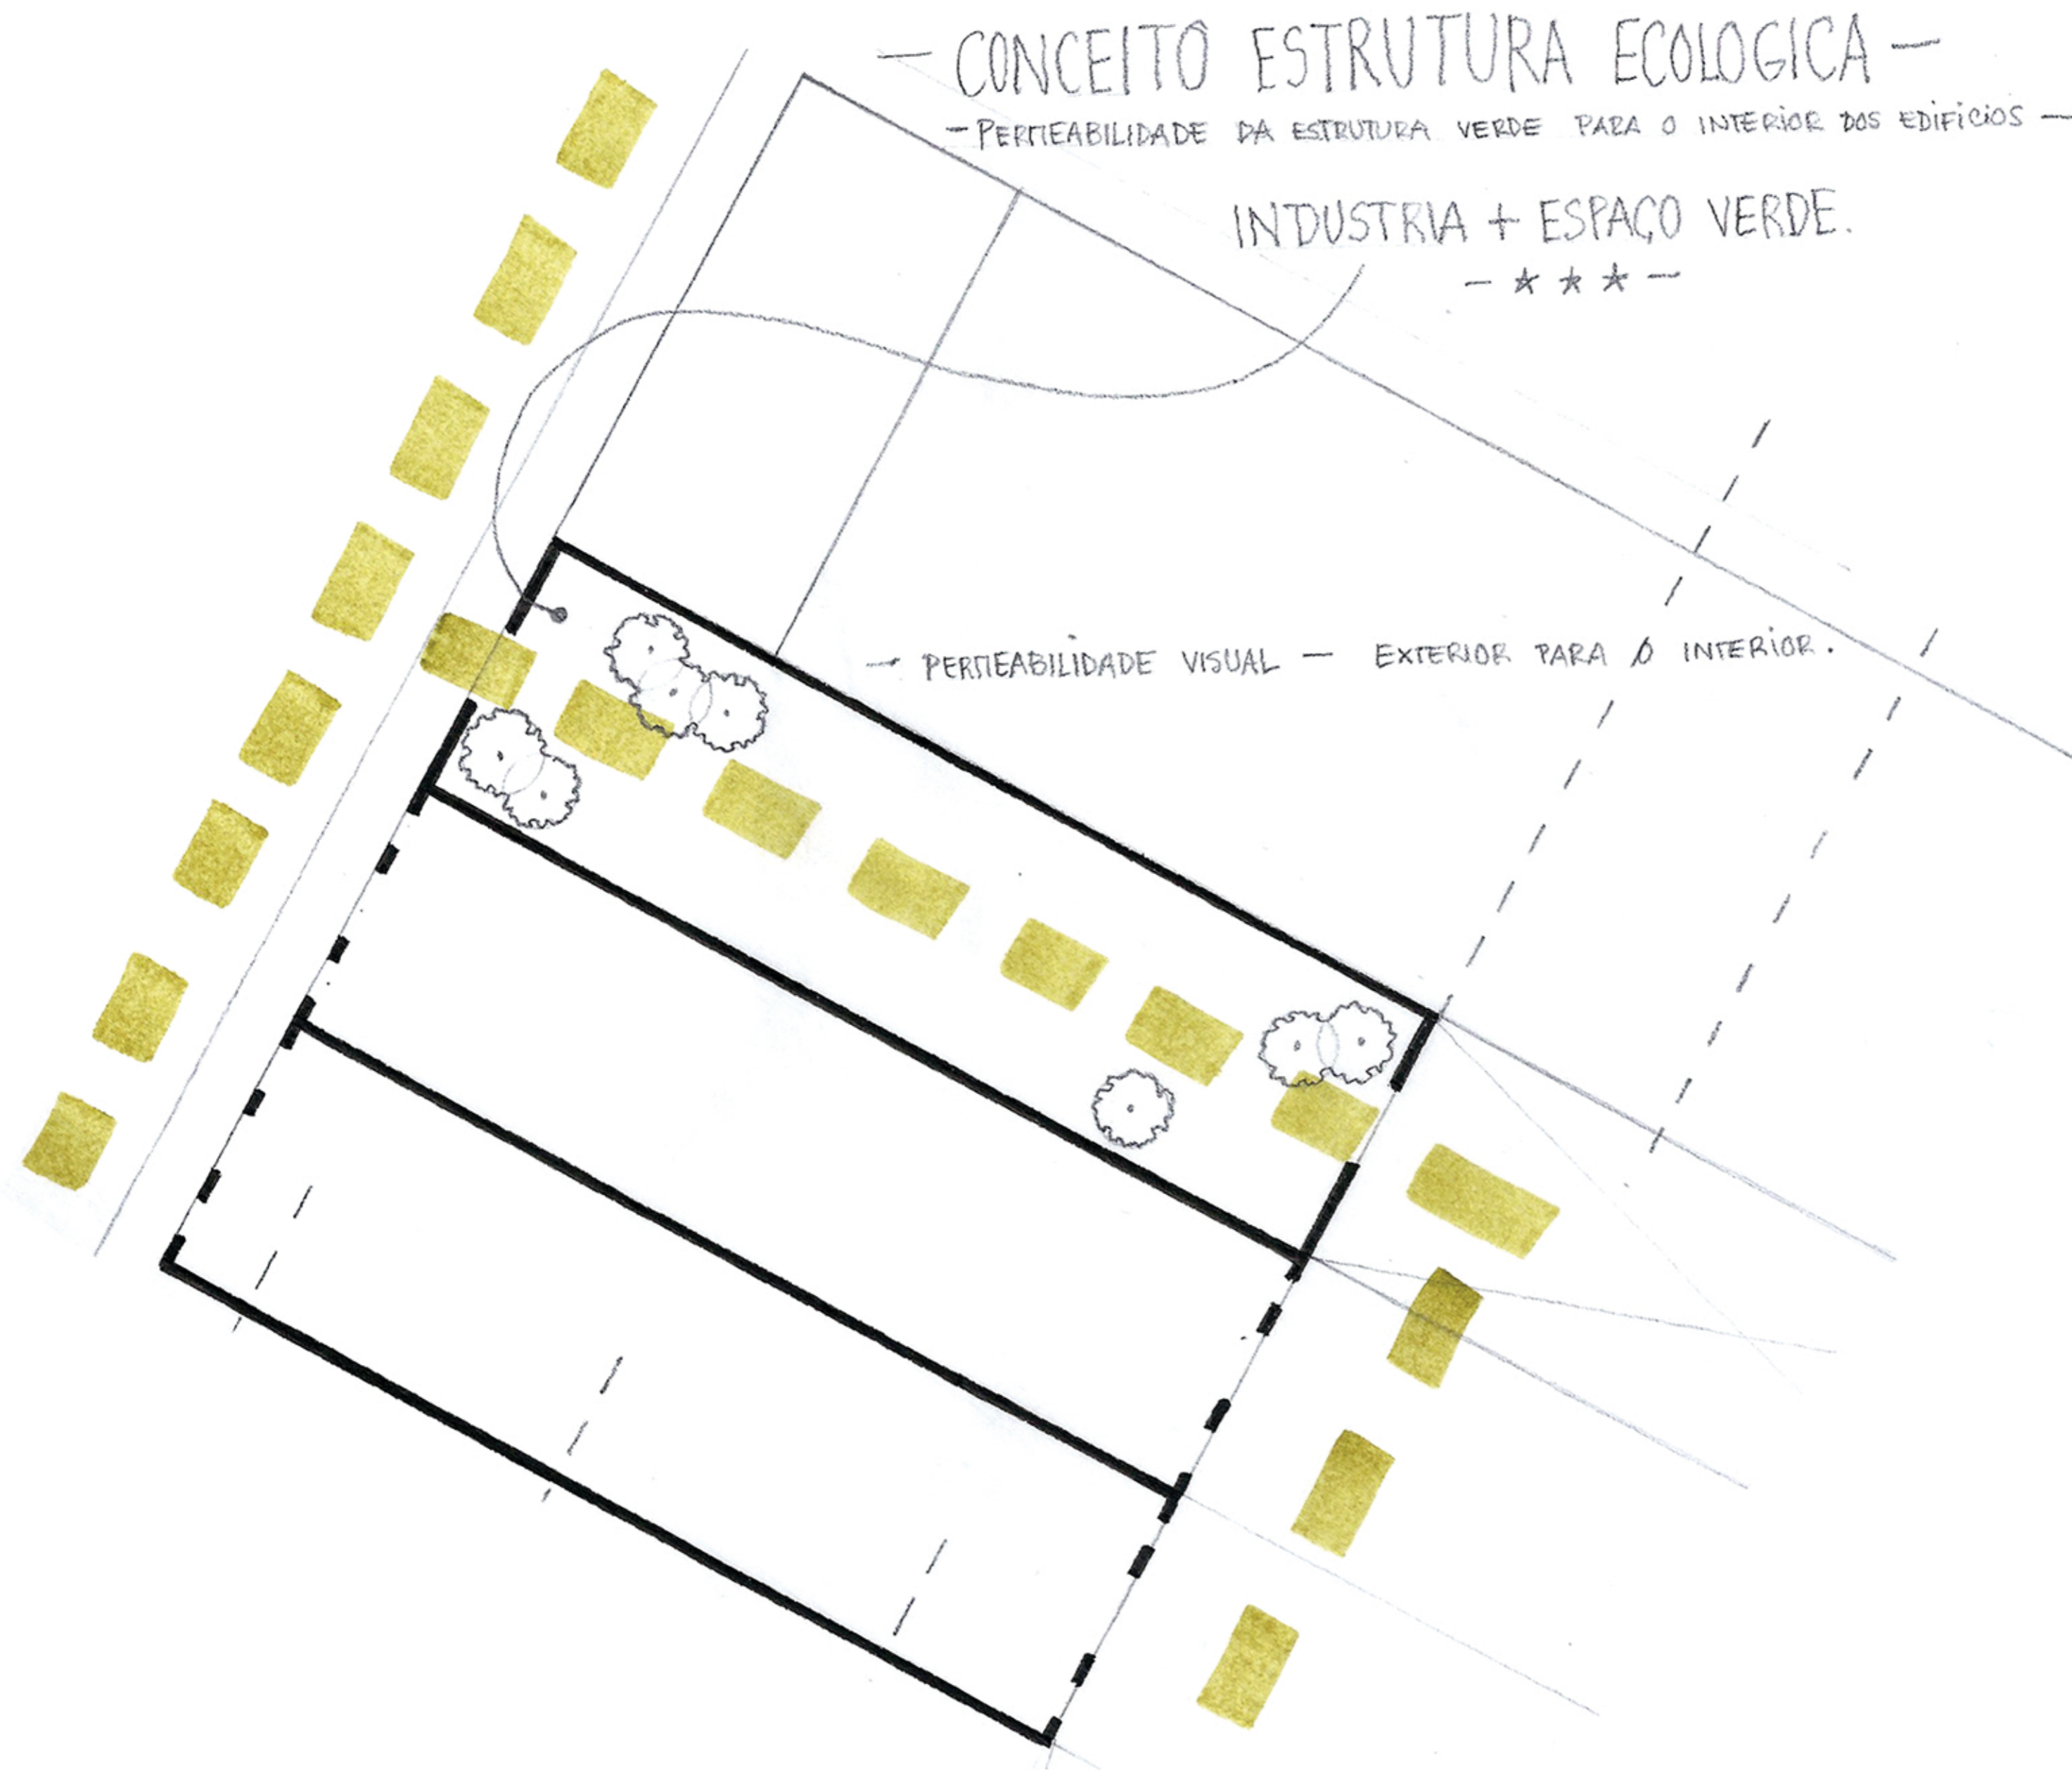 — CONCEITO ESTRUTURA ECOLOGICA —
- PERMEABILIDADE DA ESTRUTURA VERDE PARA O INTERIOR DOS EDIFICIOS —
INDUSTRIA + ESPAÇO VERDE.
- * * * -
- PERMEABILIDADE VISUAL — EXTERIOR PARA O INTERIOR.